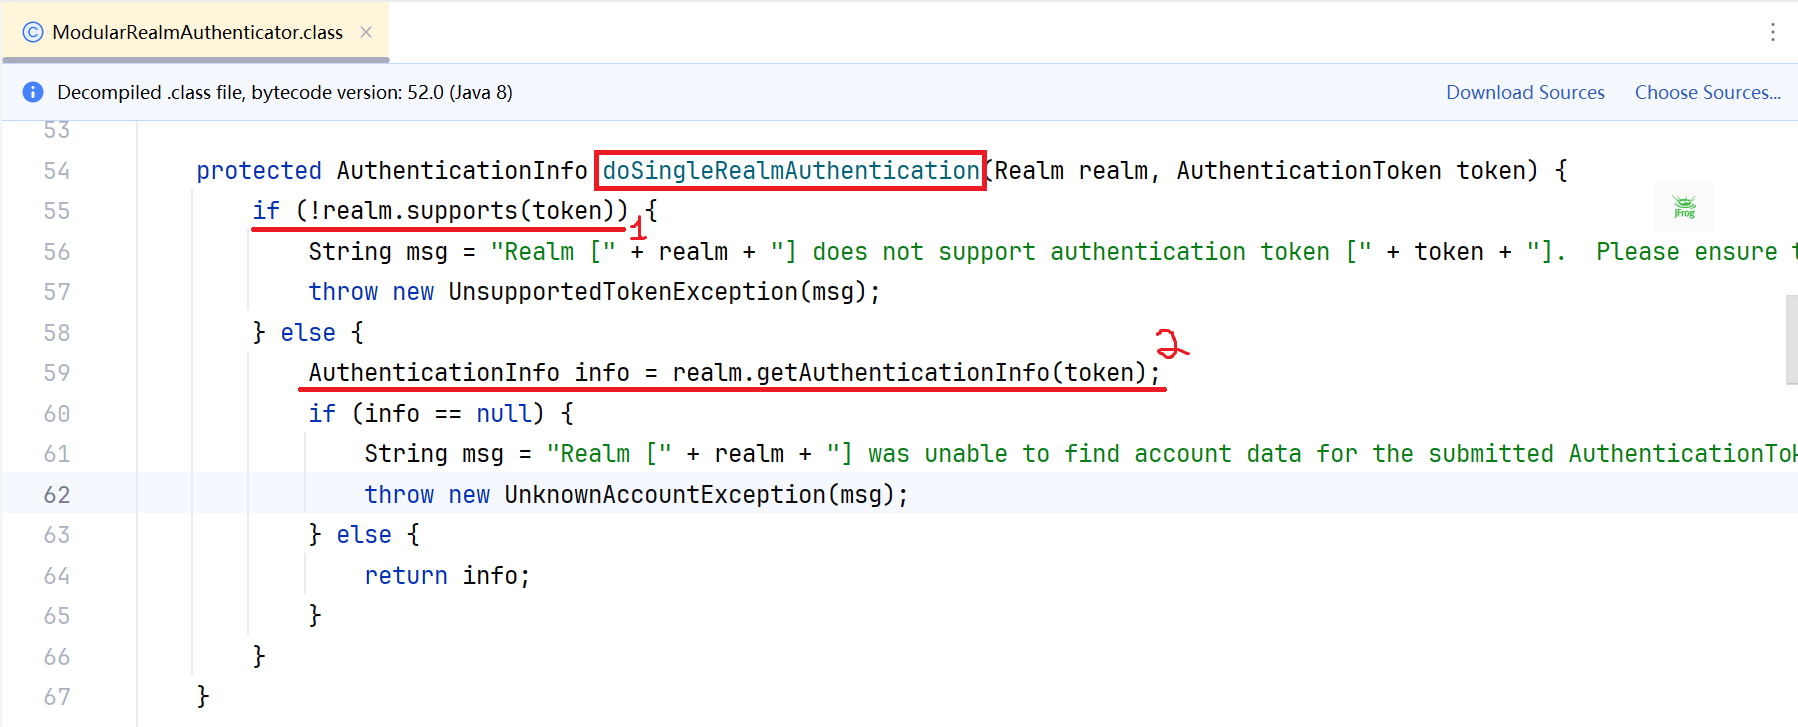 ModularRealmAuthenticator.class
Decompiled .class file, bytecode version: 52.0 (Java 8) Download Sources Choose Sources...
53
54 protected AuthenticationInfo doSingleRealmAuthentication(Realm realm, AuthenticationToken token) {
55 if (!realm.supports(token)) { 1
JFrog
56 String msg = "Realm [" + realm + "] does not support authentication token [" + token + "].  Please ensure t
57 throw new UnsupportedTokenException(msg);
58 } else {
2
59 AuthenticationInfo info = realm.getAuthenticationInfo(token);
60 if (info == null) {
61 String msg = "Realm [" + realm + "] was unable to find account data for the submitted AuthenticationTok
62 throw new UnknownAccountException(msg);
63 } else {
64 return info;
65 }
66 }
67 }